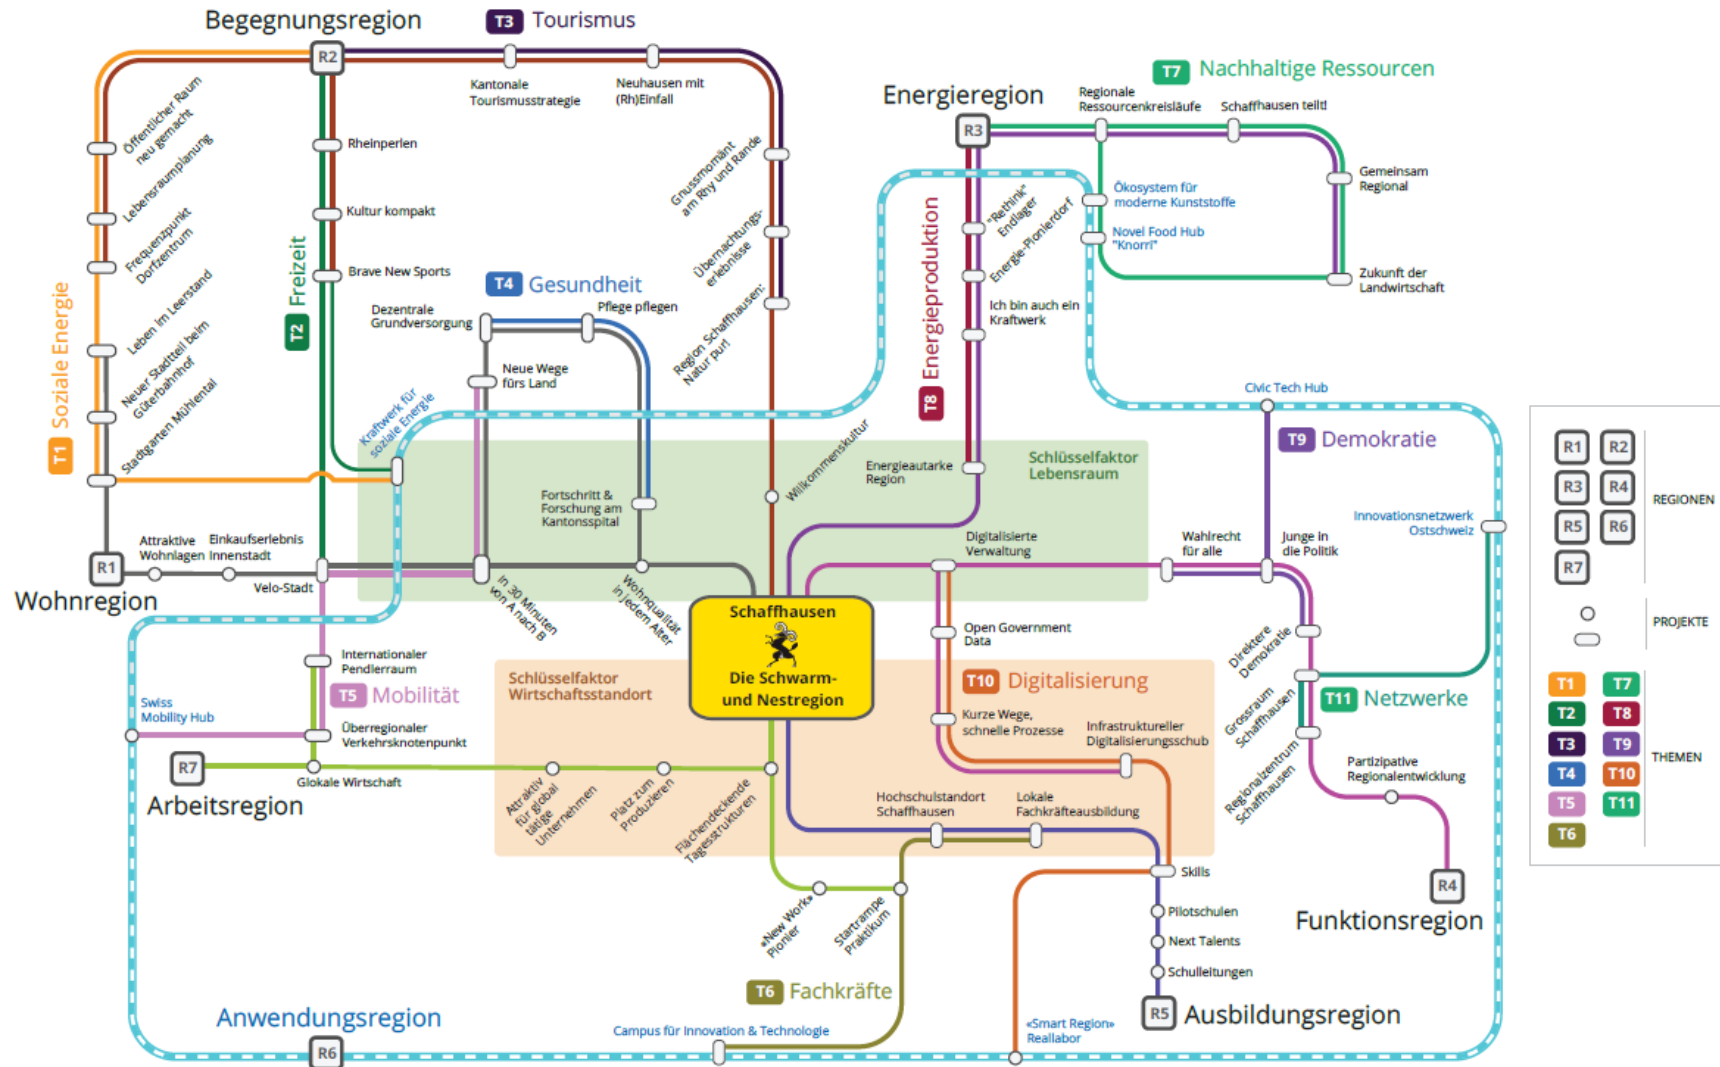 Begegnungsregion
T3 Tourismus
R2
Kantonale
Tourismusstrategie
Neuhausen mit
(Rh)Einfall
T7 Nachhaltige Ressourcen
Energieregion
R3
Regionale
Ressourcenkreisläufe
Schaffhausen teilt!
Gemeinsam
Regional
Zukunft der
Landwirtschaft
Ökosystem für
moderne Kunststoffe
Novel Food Hub
"Knorri"
Öffentlicher Raum
neu gemacht
Lebensraumplanung
Frequenzpunkt
Dorfzentrum
Leben im Leerstand
Neuer Stadtteil beim
Güterbahnhof
Stadtgarten Mühlental
T1 Soziale Energie
Rheinperlen
Kultur kompakt
Brave New Sports
T2 Freizeit
T4 Gesundheit
Dezentrale
Grundversorgung
Pflege pflegen
Neue Wege
fürs Land
Kraftwerk für
soziale Energie
Gnussmomänt
am Rhy und Rande
Übernachtungs-
erlebnisse
Region Schaffhausen:
Natur pur!
Willkommenskultur
T8 Energieproduktion
"Rethink"
Endlager
Energie-Pionierdorf
Ich bin auch ein
Kraftwerk
Energieautarke
Region
Schlüsselfaktor
Lebensraum
Civic Tech Hub
T9 Demokratie
Innovationsnetzwerk
Ostschweiz
Fortschritt &
Forschung am
Kantonsspital
Digitalisierte
Verwaltung
Wahlrecht
für alle
Junge in
die Politik
R1
Wohnregion
Attraktive
Wohnlagen
Einkaufserlebnis
Innenstadt
Velo-Stadt
In 30 Minuten
von A nach B
Wohnqualität
in jedem Alter
Schaffhausen
Die Schwarm-
und Nestregion
Open Government
Data
Direktere
Demokratie
Internationaler
Pendlerraum
T5 Mobilität
Schlüsselfaktor
Wirtschaftsstandort
T10 Digitalisierung
T11 Netzwerke
Grossraum
Schaffhausen
Regionalzentrum
Schaffhausen
Swiss
Mobility Hub
Überregionaler
Verkehrsknotenpunkt
Kurze Wege,
schnelle Prozesse
Infrastruktureller
Digitalisierungsschub
Partizipative
Regionalentwicklung
R7
Arbeitsregion
Glokale Wirtschaft
Attraktiv
für global
tätige
Unternehmen
Platz zum
Produzieren
Flächendeckende
Tagesstrukturen
Hochschulstandort
Schaffhausen
Lokale
Fachkräfteausbildung
Skills
R4
Funktionsregion
«New Work»
Pionier
Startrampe
Praktikum
Pilotschulen
Next Talents
Schulleitungen
T6 Fachkräfte
R5 Ausbildungsregion
Anwendungsregion
R6
Campus für Innovation & Technologie
«Smart Region»
Reallabor
R1 R2
R3 R4
R5 R6
R7
REGIONEN
PROJEKTE
T1 T7
T2 T8
T3 T9
T4 T10
T5 T11
T6
THEMEN